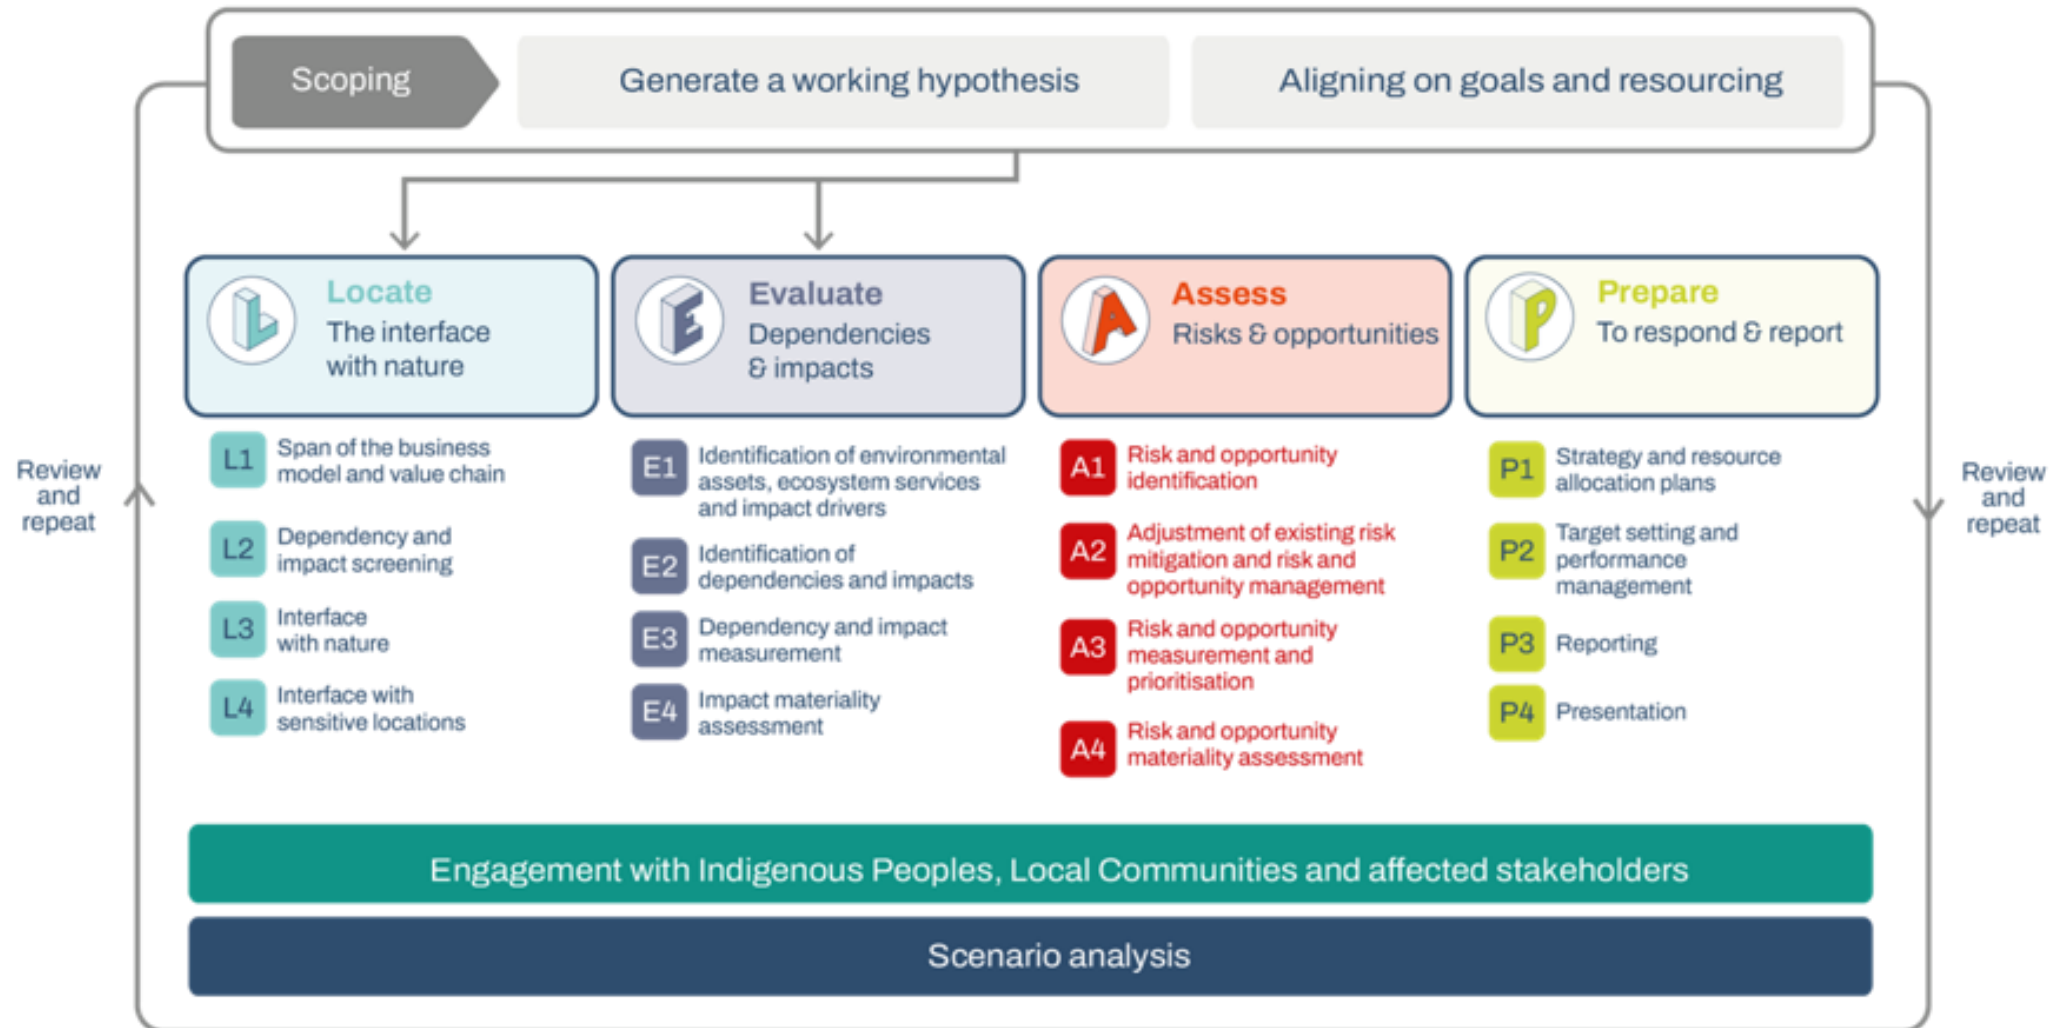 Scoping
Generate a working hypothesis
Aligning on goals and resourcing
Review
and
repeat
L
Locate
The interface
with nature
L1
Span of the business
model and value chain
L2
Dependency and
impact screening
L3
Interface
with nature
L4
Interface with
sensitive locations
E
Evaluate
Dependencies
& impacts
E1
Identification of environmental
assets, ecosystem services
and impact drivers
E2
Identification of
dependencies and impacts
E3
Dependency and impact
measurement
E4
Impact materiality
assessment
A
Assess
Risks & opportunities
A1
Risk and opportunity
identification
A2
Adjustment of existing risk
mitigation and risk and
opportunity management
A3
Risk and opportunity
measurement and
prioritisation
A4
Risk and opportunity
materiality assessment
P
Prepare
To respond & report
P1
Strategy and resource
allocation plans
P2
Target setting and
performance
management
P3
Reporting
P4
Presentation
Review
and
repeat
Engagement with Indigenous Peoples, Local Communities and affected stakeholders
Scenario analysis